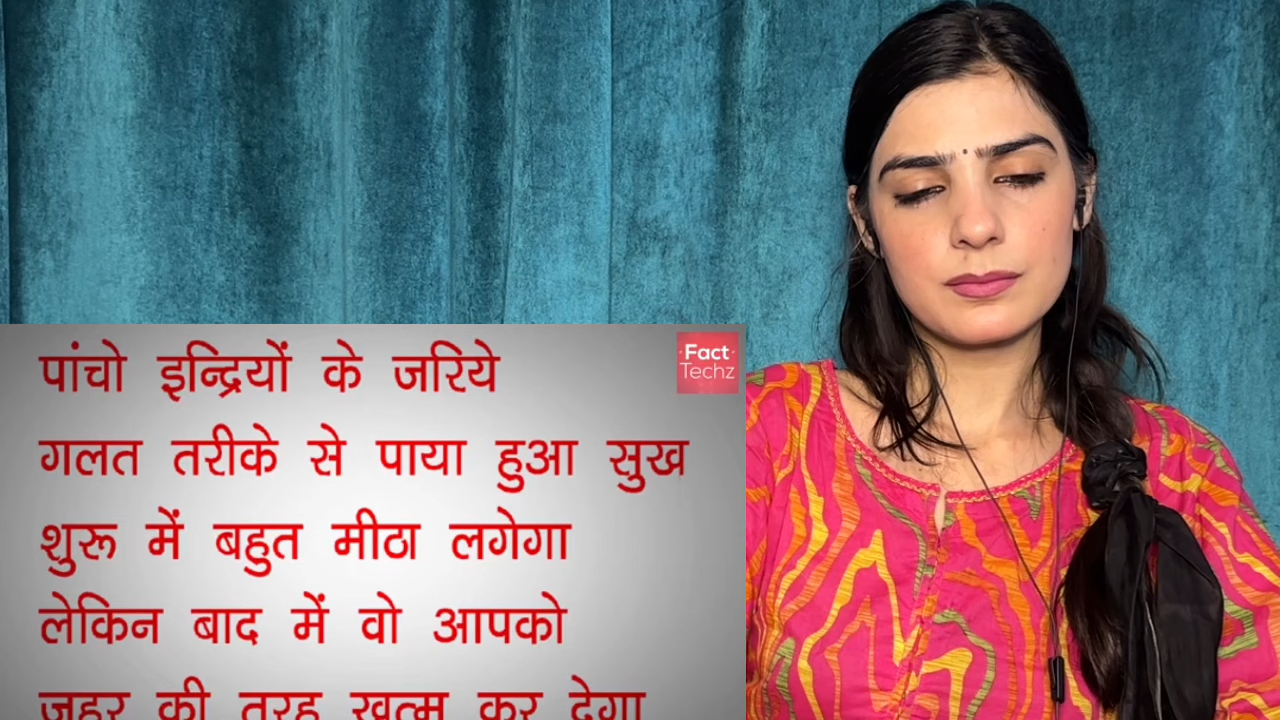 पांचो इन्द्रियों के जरिये
गलत तरीके से पाया हुआ सुख
शुरू में बहुत मीठा लगेगा
लेकिन बाद में वो आपको
जहर की तरह खत्म कर देगा
Fact
Techz